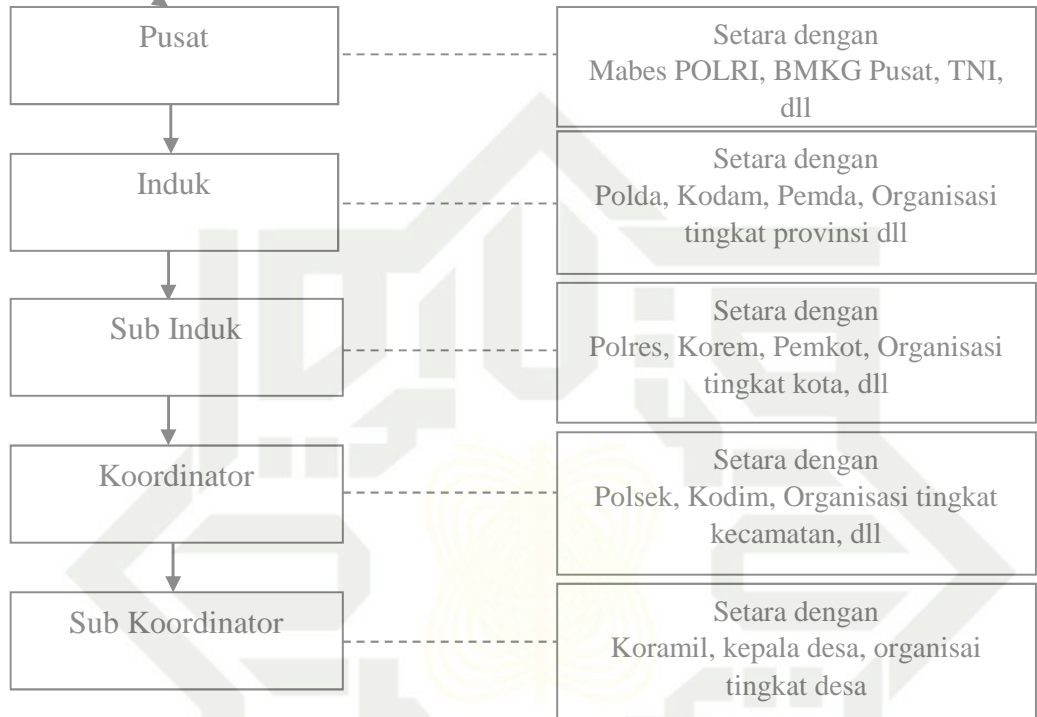 Pusat
Setara dengan
Mabes POLRI, BMKG Pusat, TNI,
dll
Induk
Setara dengan
Polda, Kodam, Pemda, Organisasi
tingkat provinsi dll
Sub Induk
Setara dengan
Polres, Korem, Pemkot, Organisasi
tingkat kota, dll
Koordinator
Setara dengan
Polsek, Kodim, Organisasi tingkat
kecamatan, dll
Sub Koordinator
Setara dengan
Koramil, kepala desa, organisai
tingkat desa